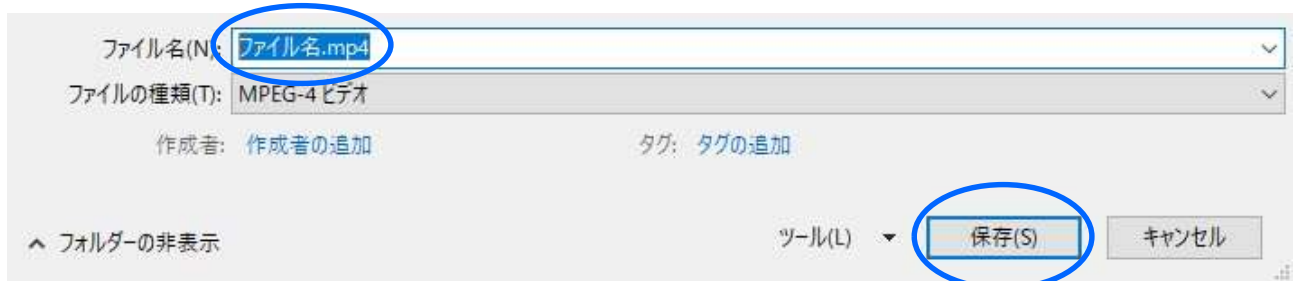 ファイル名(N): ファイル名.mp4
ファイルの種類(T): MPEG-4 ビデオ
作成者: 作成者の追加 タグ: タグの追加
フォルダーの非表示 ツール(L) 保存(S) キャンセル